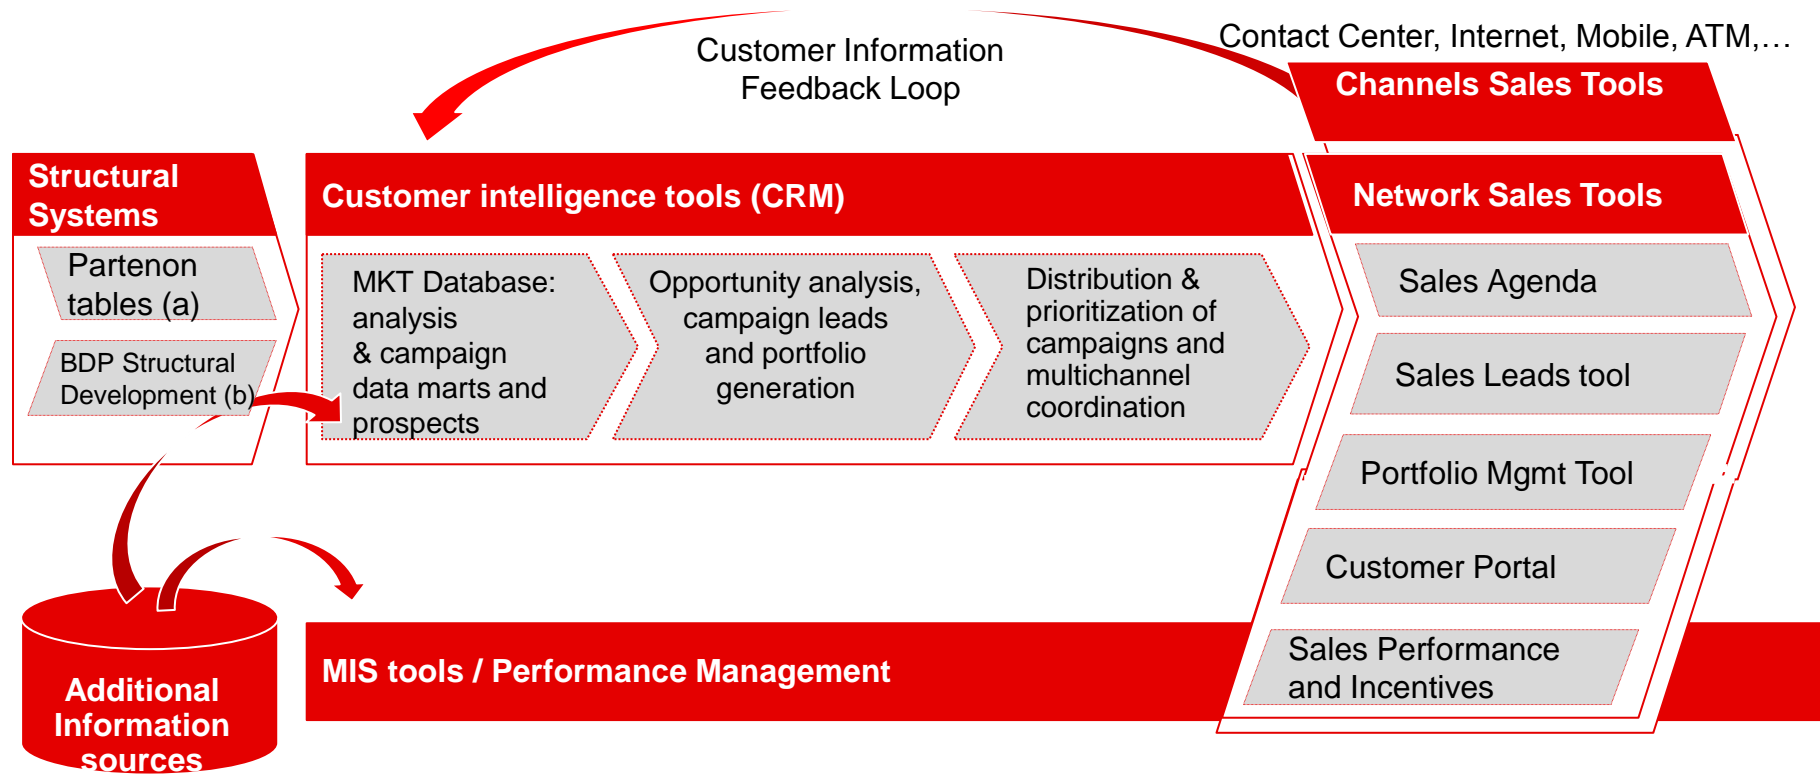 Customer Information
Feedback Loop
Contact Center, Internet, Mobile, ATM,…
Channels Sales Tools
Structural
Systems
Partenon
tables (a)
BDP Structural
Development (b)
Customer intelligence tools (CRM)
MKT Database:
analysis
& campaign
data marts and
prospects
Opportunity analysis,
campaign leads
and portfolio
generation
Distribution &
prioritization of
campaigns and
multichannel
coordination
Network Sales Tools
Sales Agenda
Sales Leads tool
Portfolio Mgmt Tool
Customer Portal
Sales Performance
and Incentives
MIS tools / Performance Management
Additional
Information
sources